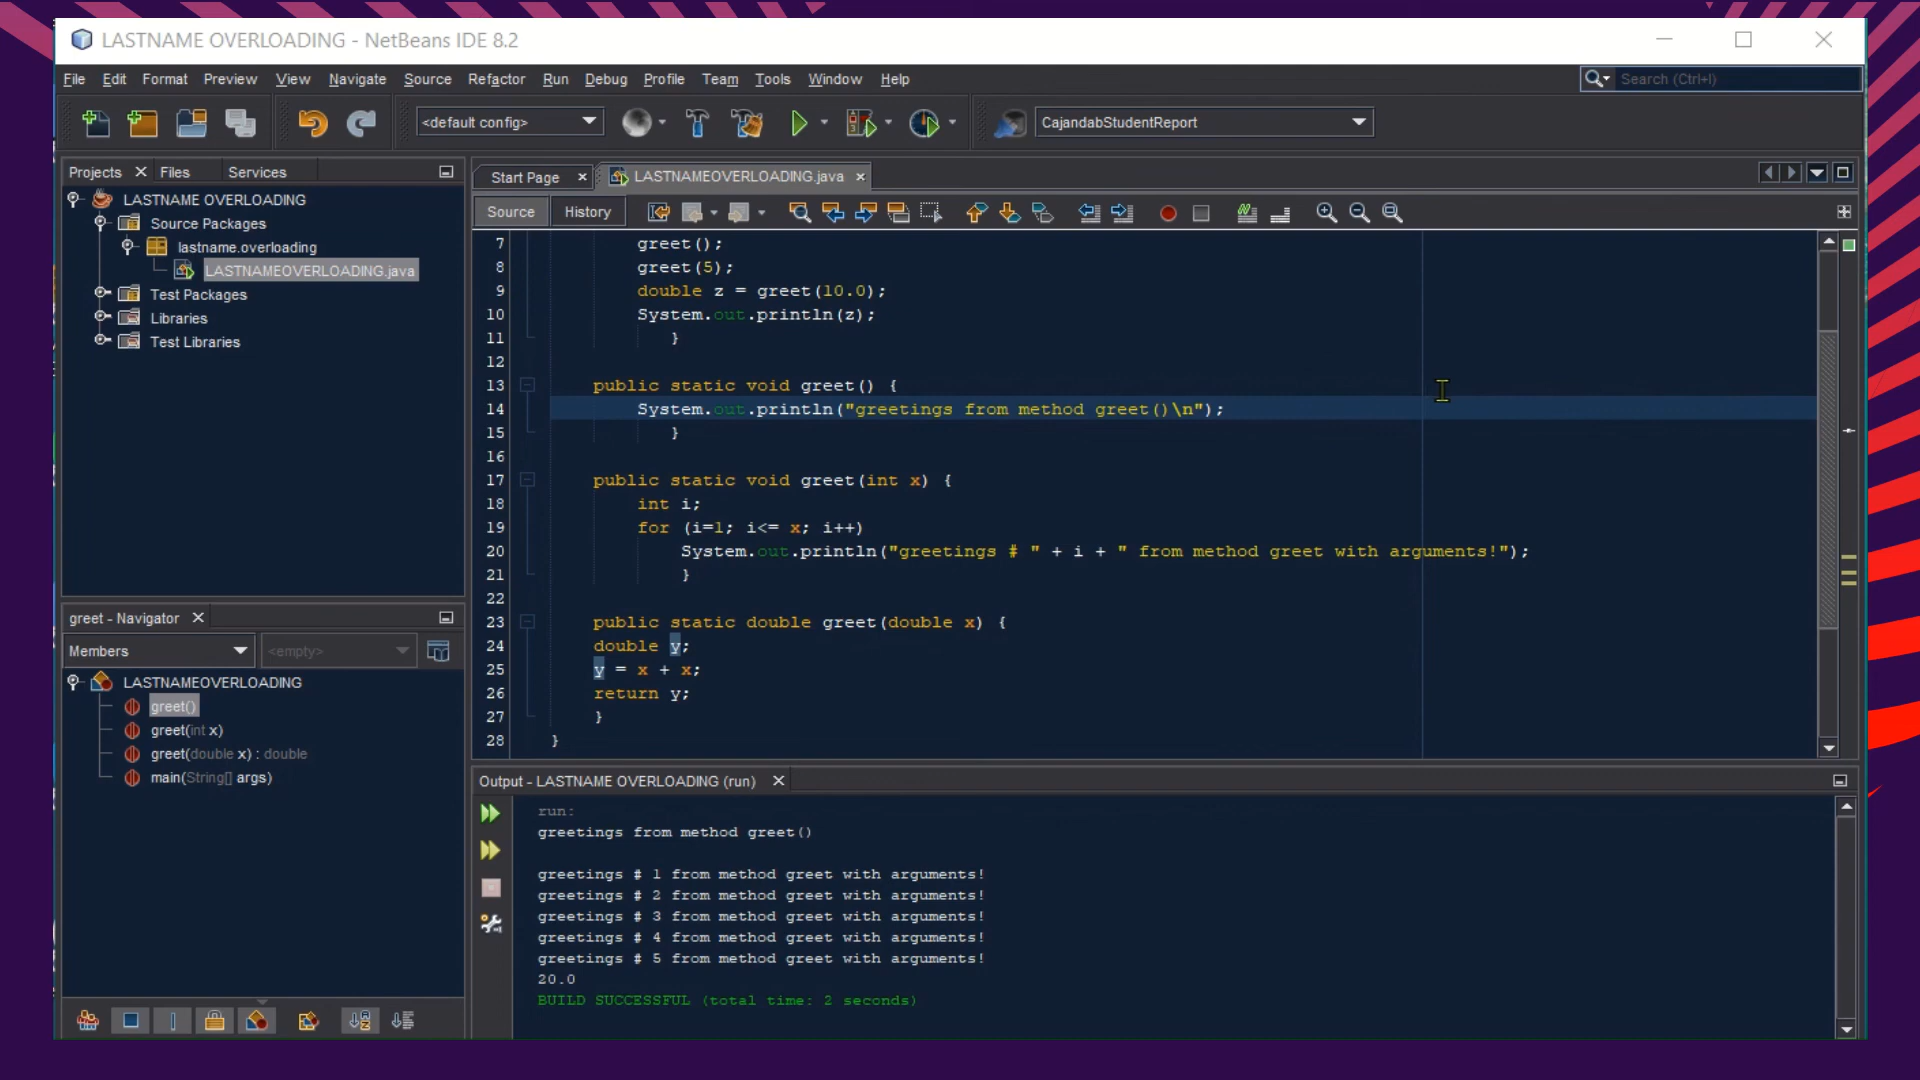 LASTNAME OVERLOADING - NetBeans IDE 8.2
File Edit Format Preview View Navigate Source Refactor Run Debug Profile Team Tools Window Help
Search (Ctrl+I)
<default config>
CajandabStudentReport
Projects Files Services
LASTNAME OVERLOADING
Source Packages
lastname.overloading
LASTNAMEOVERLOADING.java
Test Packages
Libraries
Test Libraries
greet - Navigator
Members
<empty>
LASTNAMEOVERLOADING
greet()
greet(int x)
greet(double x) : double
main(String[] args)
Start Page LASTNAMEOVERLOADING.java
Source History
7 greet();
8 greet(5);
9 double z = greet(10.0);
10 System.out.println(z);
11 }
12
13 public static void greet() {
14 System.out.println("greetings from method greet()\n");
15 }
16
17 public static void greet(int x) {
18 int i;
19 for (i=1; i<= x; i++)
20 System.out.println("greetings # " + i + " from method greet with arguments!");
21 }
22
23 public static double greet(double x) {
24 double y;
25 y = x + x;
26 return y;
27 }
28 }
Output - LASTNAME OVERLOADING (run)
run:
greetings from method greet()
greetings # 1 from method greet with arguments!
greetings # 2 from method greet with arguments!
greetings # 3 from method greet with arguments!
greetings # 4 from method greet with arguments!
greetings # 5 from method greet with arguments!
20.0
BUILD SUCCESSFUL (total time: 2 seconds)